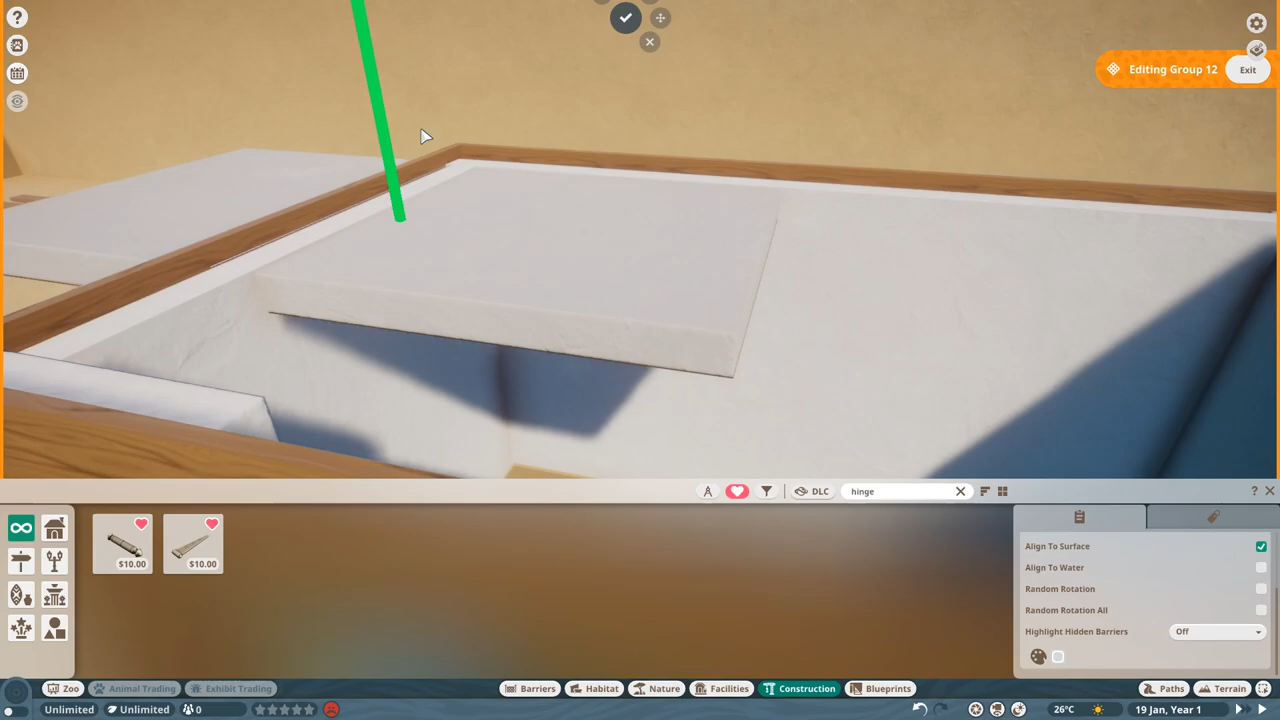 Editing Group 12
Exit
DLC
hinge
$10.00
$10.00
Align To Surface
Align To Water
Random Rotation
Random Rotation All
Highlight Hidden Barriers
Off
Zoo
Animal Trading
Exhibit Trading
Barriers
Habitat
Nature
Facilities
Construction
Blueprints
Paths
Terrain
Unlimited
Unlimited
0
26°C
19 Jan, Year 1